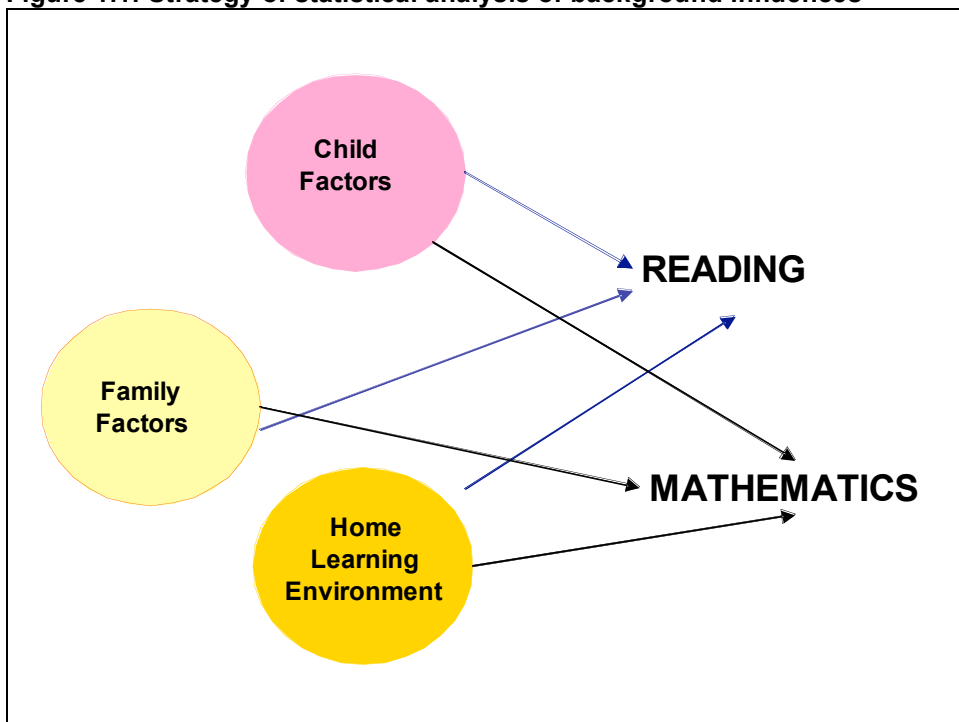 Figure 1.1: Strategy of statistical analysis of background influences
Child
Factors
READING
Family
Factors
MATHEMATICS
Home
Learning
Environment